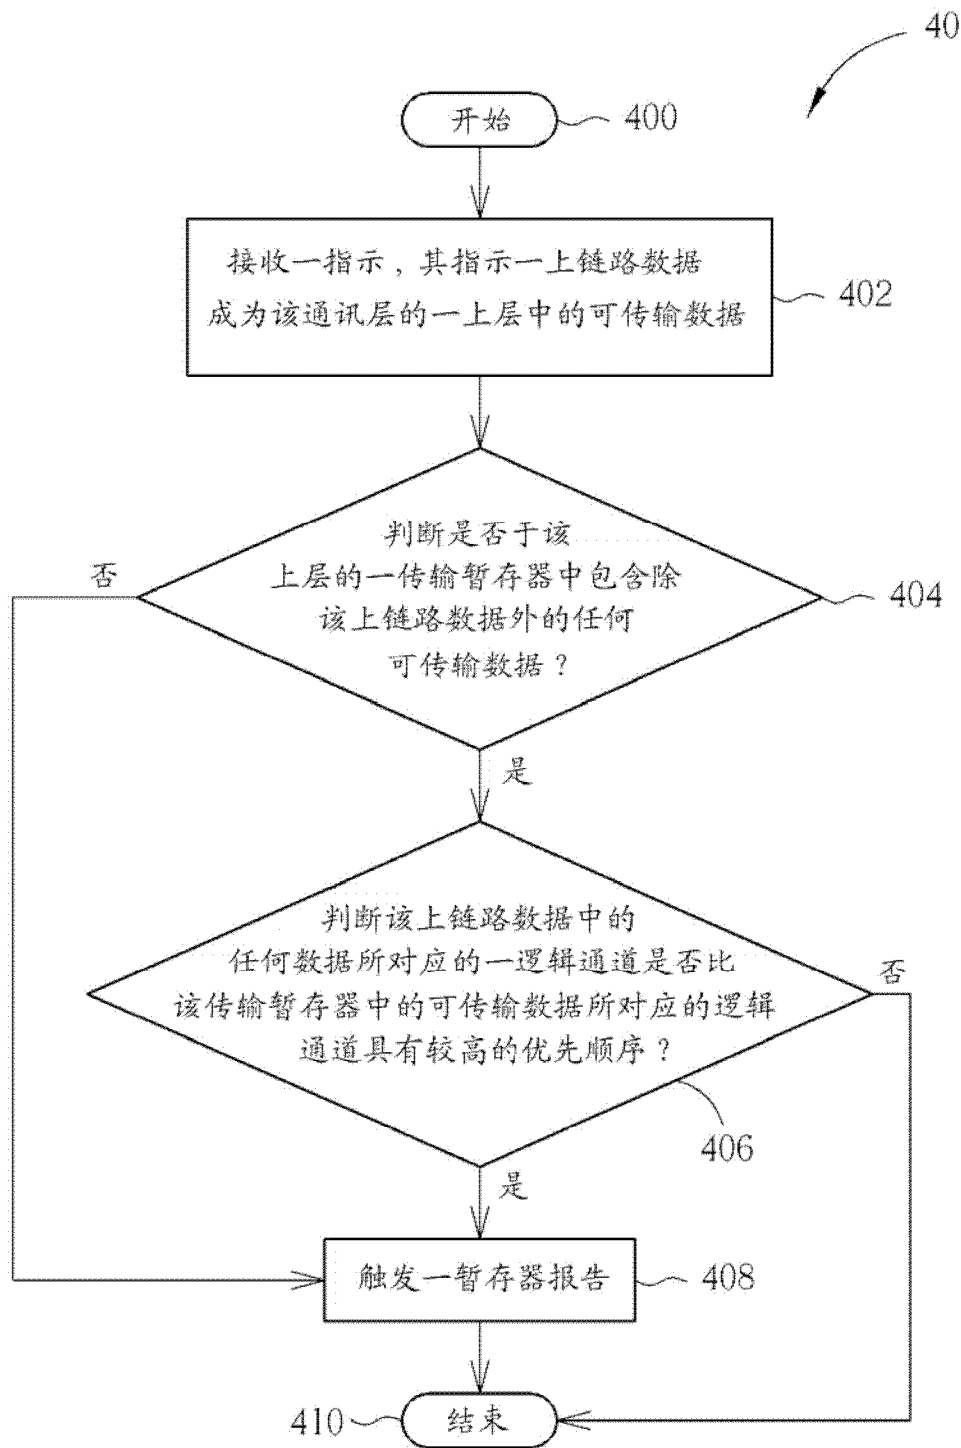 40
开始
400
接收一指示,其指示一上链路数据
成为该通讯层的一上层中的可传输数据
402
判断是否于该
上层的一传输暂存器中包含除
该上链路数据外的任何
可传输数据?
404
否
是
判断该上链路数据中的
任何数据所对应的一逻辑通道是否比
该传输暂存器中的可传输数据所对应的逻辑
通道具有较高的优先顺序?
否
406
是
触发一暂存器报告
408
410
结束